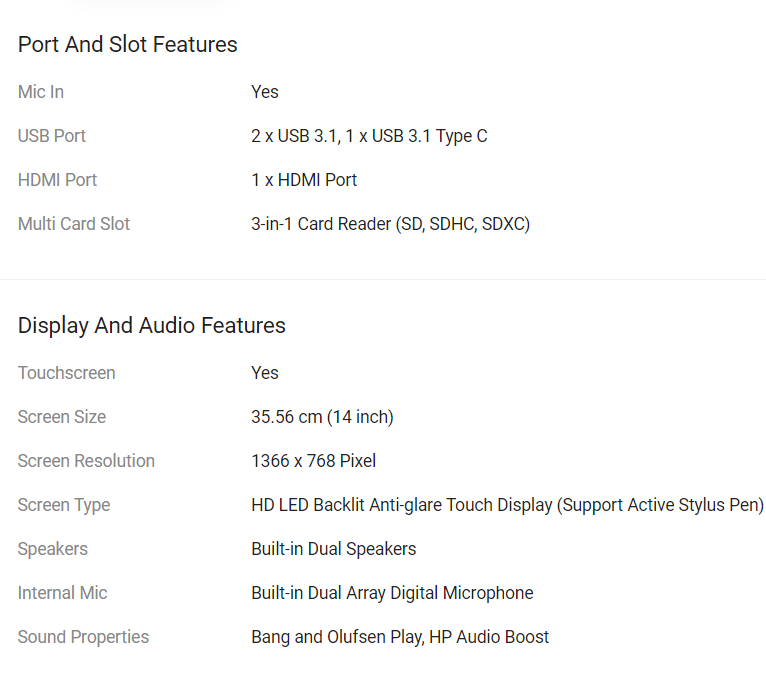 Port And Slot Features
Mic In Yes
USB Port 2 x USB 3.1, 1 x USB 3.1 Type C
HDMI Port 1 x HDMI Port
Multi Card Slot 3-in-1 Card Reader (SD, SDHC, SDXC)
Display And Audio Features
Touchscreen Yes
Screen Size 35.56 cm (14 inch)
Screen Resolution 1366 x 768 Pixel
Screen Type HD LED Backlit Anti-glare Touch Display (Support Active Stylus Pen)
Speakers Built-in Dual Speakers
Internal Mic Built-in Dual Array Digital Microphone
Sound Properties Bang and Olufsen Play, HP Audio Boost